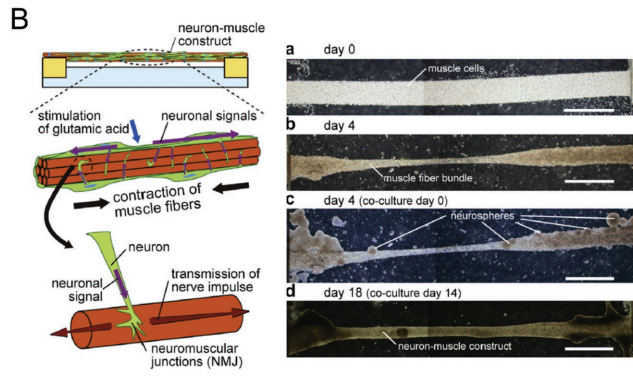 B
neuron-muscle
construct
stimulation
of glutamic acid
neuronal signals
contraction of
muscle fibers
neuron
neuronal
signal
transmission of
nerve impulse
neuromuscular
junctions (NMJ)
a day 0
muscle cells
b day 4
muscle fiber bundle
c day 4 (co-culture day 0)
neurospheres
d day 18 (co-culture day 14)
neuron-muscle construct